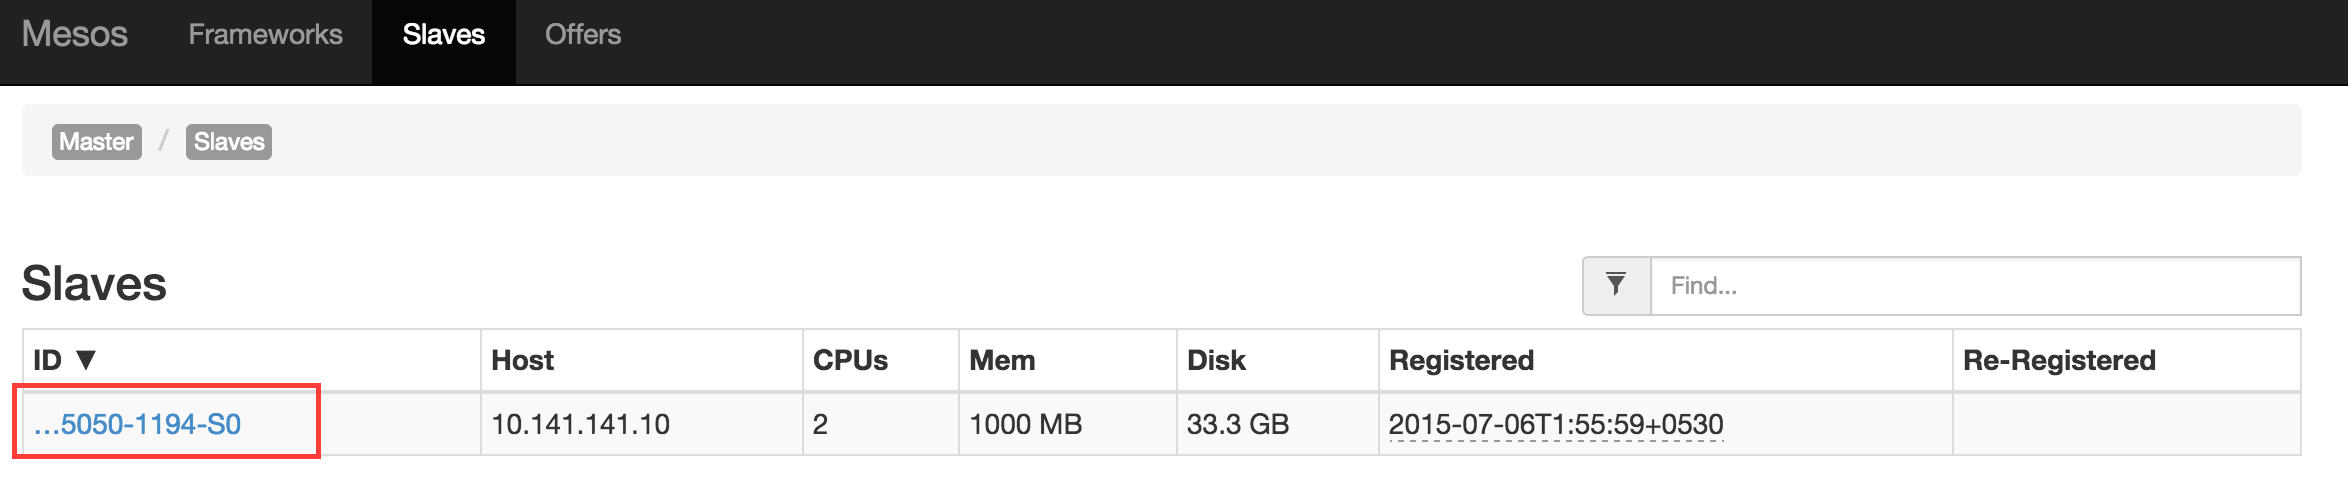 Mesos Frameworks Slaves Offers
Master / Slaves
Slaves
Find...
ID ▼ Host CPUs Mem Disk Registered Re-Registered
...5050-1194-S0 10.141.141.10 2 1000 MB 33.3 GB 2015-07-06T1:55:59+0530